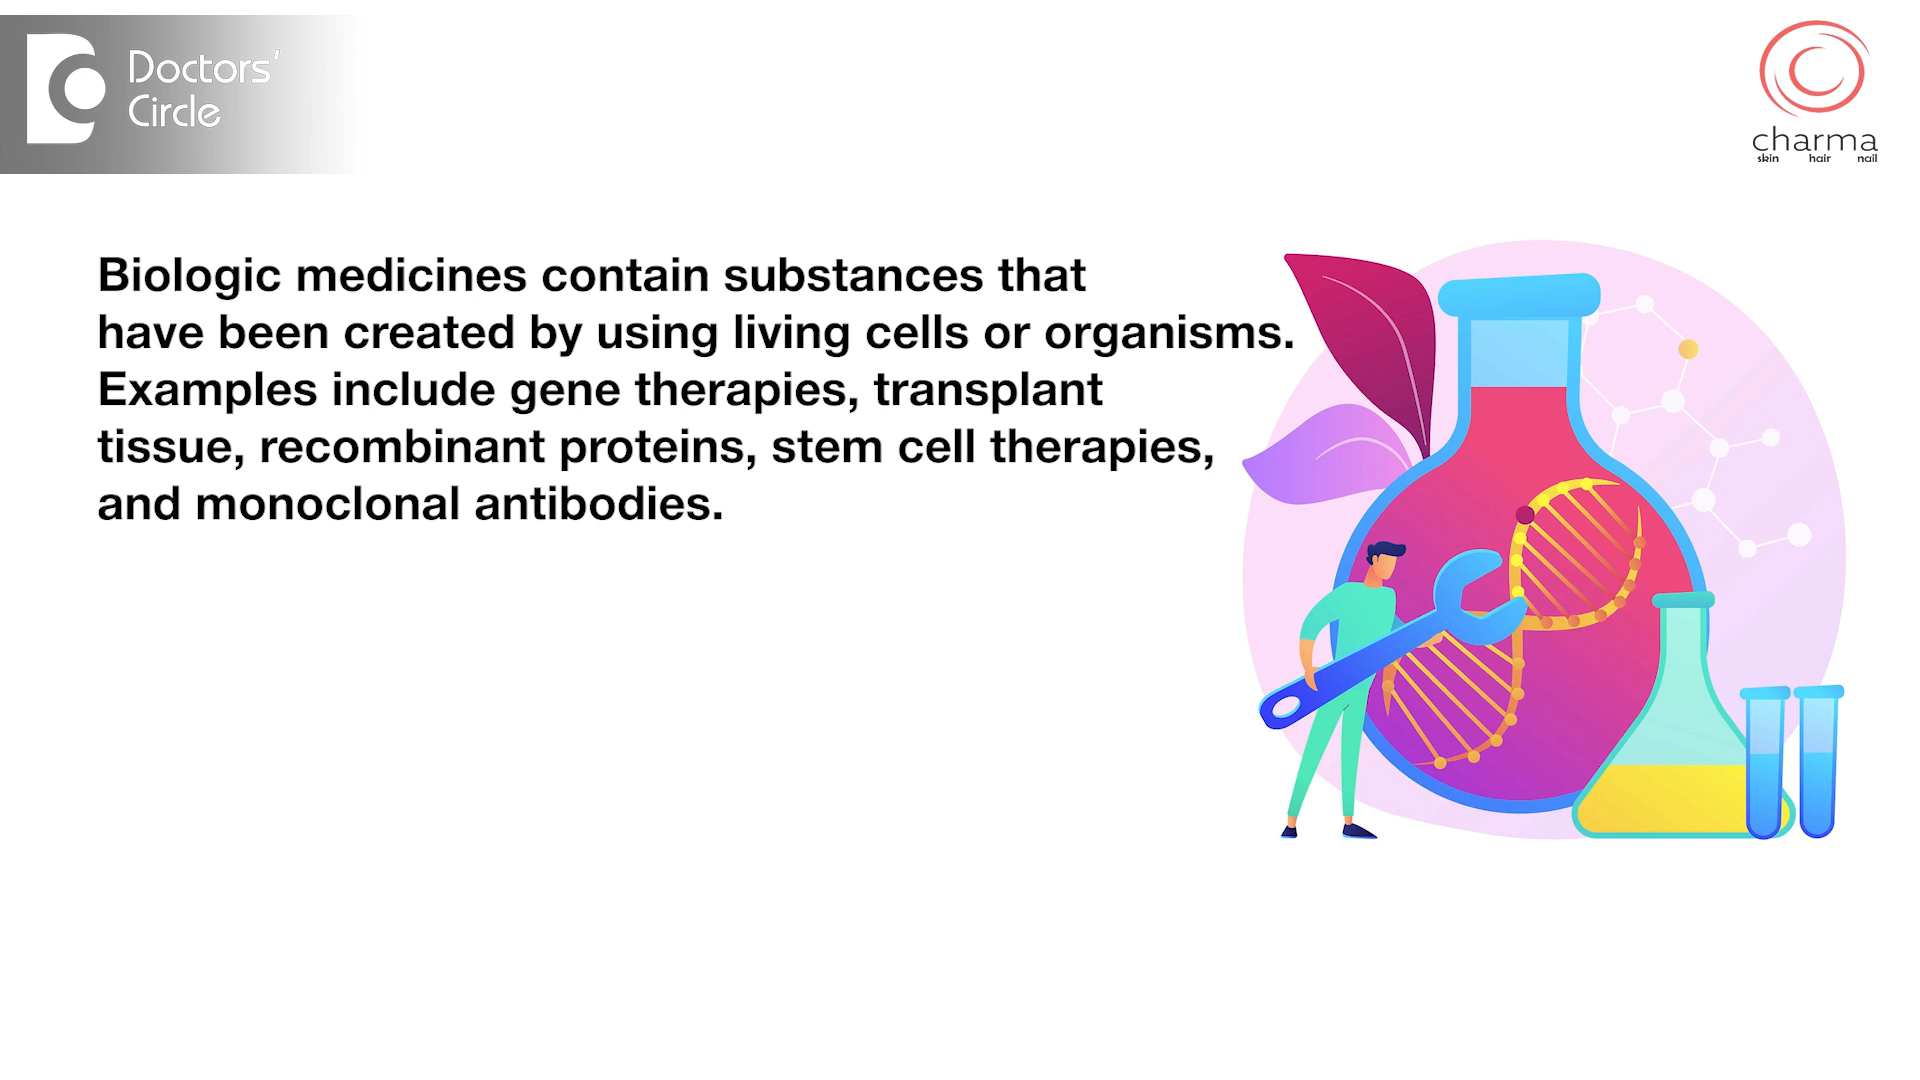 Doctors'
Circle
charma
skin hair nail
Biologic medicines contain substances that
have been created by using living cells or organisms.
Examples include gene therapies, transplant
tissue, recombinant proteins, stem cell therapies,
and monoclonal antibodies.